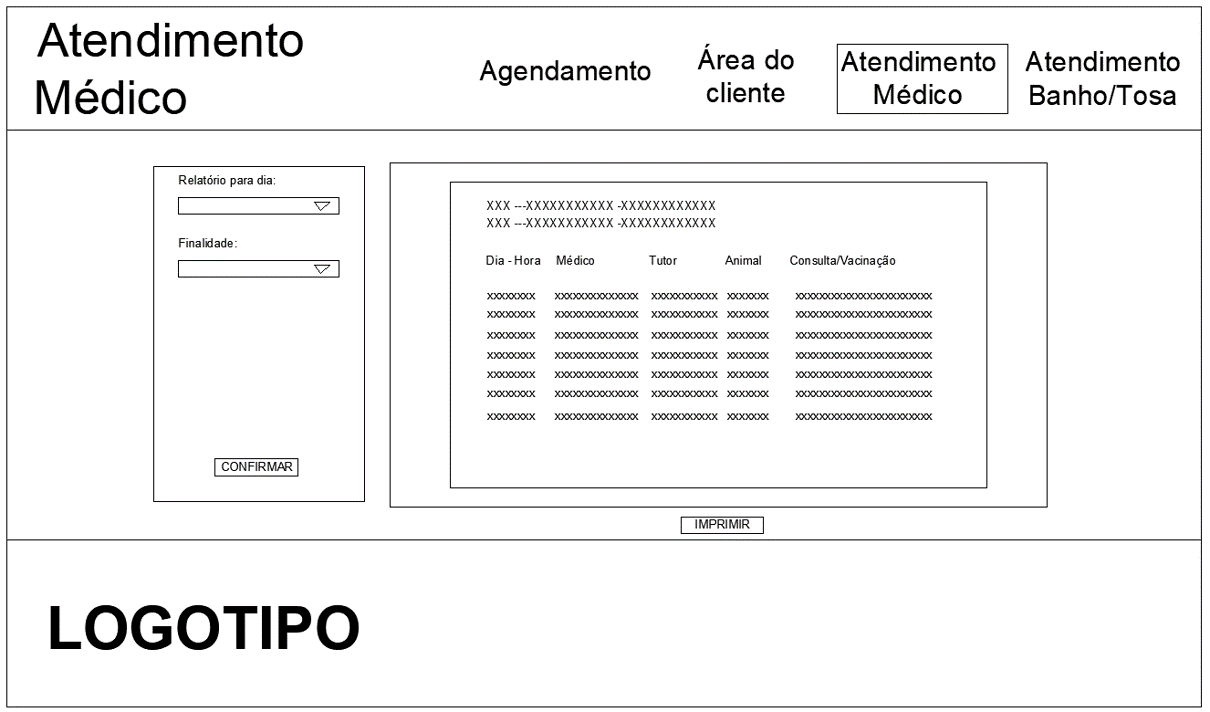 Atendimento
Médico
Agendamento
Área do
cliente
Atendimento
Médico
Atendimento
Banho/Tosa
Relatório para dia:
Finalidade:
CONFIRMAR
XXX ---XXXXXXXXXXX -XXXXXXXXXXXX
XXX ---XXXXXXXXXXX -XXXXXXXXXXXX
Dia - Hora Médico Tutor Animal Consulta/Vacinação
xxxxxxxx xxxxxxxxxxxxxx xxxxxxxxxxx xxxxxxx xxxxxxxxxxxxxxxxxxxxxxx
xxxxxxxx xxxxxxxxxxxxxx xxxxxxxxxxx xxxxxxx xxxxxxxxxxxxxxxxxxxxxxx
xxxxxxxx xxxxxxxxxxxxxx xxxxxxxxxxx xxxxxxx xxxxxxxxxxxxxxxxxxxxxxx
xxxxxxxx xxxxxxxxxxxxxx xxxxxxxxxxx xxxxxxx xxxxxxxxxxxxxxxxxxxxxxx
xxxxxxxx xxxxxxxxxxxxxx xxxxxxxxxxx xxxxxxx xxxxxxxxxxxxxxxxxxxxxxx
xxxxxxxx xxxxxxxxxxxxxx xxxxxxxxxxx xxxxxxx xxxxxxxxxxxxxxxxxxxxxxx
xxxxxxxx xxxxxxxxxxxxxx xxxxxxxxxxx xxxxxxx xxxxxxxxxxxxxxxxxxxxxxx
IMPRIMIR
LOGOTIPO